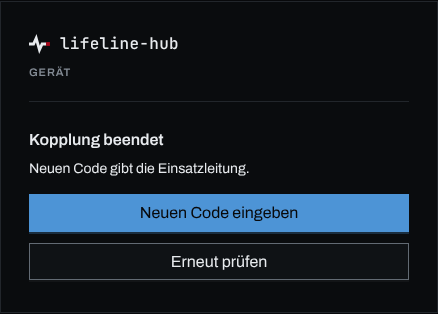 lifeline-hub
GERÄT
Kopplung beendet
Neuen Code gibt die Einsatzleitung.
Neuen Code eingeben
Erneut prüfen